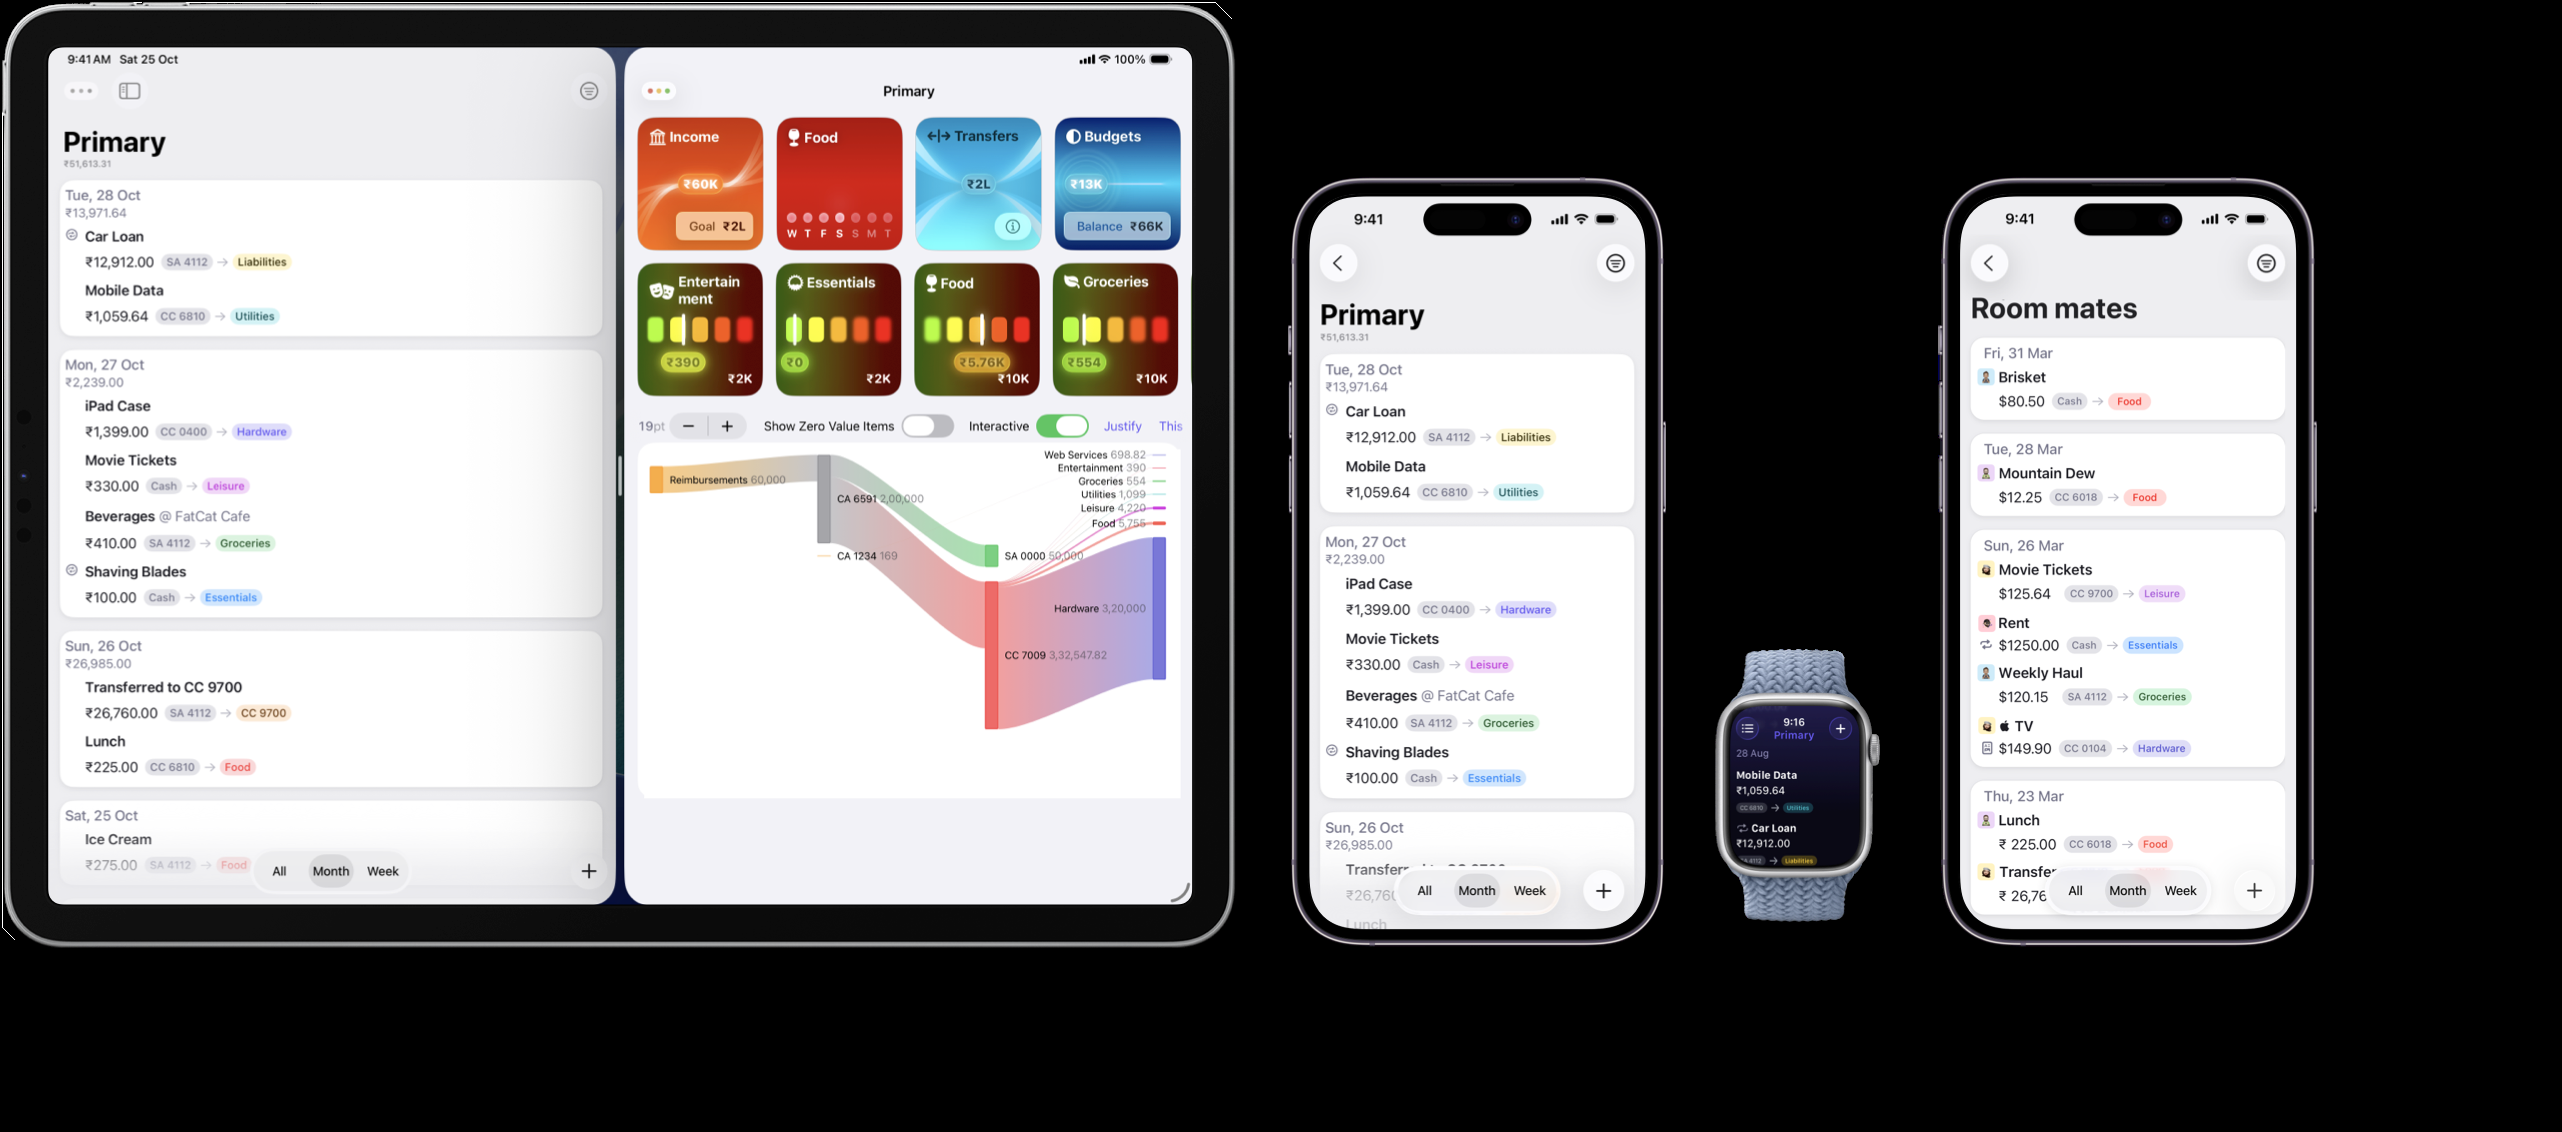 9:41 AM Sat 25 Oct
Primary
₹51,613.31
Tue, 28 Oct
₹13,971.64
Car Loan
₹12,912.00 SA 4112 → Liabilities
Mobile Data
₹1,059.64 CC 6810 → Utilities
Mon, 27 Oct
₹2,239.00
iPad Case
₹1,399.00 CC 0400 → Hardware
Movie Tickets
₹330.00 Cash → Leisure
Beverages @ FatCat Cafe
₹410.00 SA 4112 → Groceries
Shaving Blades
₹100.00 Cash → Essentials
Sun, 26 Oct
₹26,985.00
Transferred to CC 9700
₹26,760.00 SA 4112 → CC 9700
Lunch
₹225.00 CC 6810 → Food
Sat, 25 Oct
Ice Cream
₹275.00 SA 4112 → Food
All Month Week
100%
Primary
Income
₹60K
Goal ₹2L
Food
W T F S S M T
Transfers
₹2L
Budgets
₹13K
Balance ₹66K
Entertain
ment
₹390
₹2K
Essentials
₹0
₹2K
Food
₹5.76K
₹10K
Groceries
₹554
₹10K
19pt − + Show Zero Value Items Interactive Justify This
Reimbursements 60,000
CA 6591 2,00,000
CA 1234 169
Web Services 698.82
Entertainment 390
Groceries 554
Utilities 1,099
Leisure 4,220
Food 5,755
SA 0000 50,000
Hardware 3,20,000
CC 7009 3,32,547.82
9:41
Primary
₹51,613.31
Tue, 28 Oct
₹13,971.64
Car Loan
₹12,912.00 SA 4112 → Liabilities
Mobile Data
₹1,059.64 CC 6810 → Utilities
Mon, 27 Oct
₹2,239.00
iPad Case
₹1,399.00 CC 0400 → Hardware
Movie Tickets
₹330.00 Cash → Leisure
Beverages @ FatCat Cafe
₹410.00 SA 4112 → Groceries
Shaving Blades
₹100.00 Cash → Essentials
Sun, 26 Oct
₹26,985.00
Transferr
₹26,760
Lunch
All Month Week
9:16
Primary
28 Aug
Mobile Data
₹1,059.64
CC 6810 → Utilities
Car Loan
₹12,912.00
SA 4112 → Liabilities
9:41
Room mates
Fri, 31 Mar
Brisket
$80.50 Cash → Food
Tue, 28 Mar
Mountain Dew
$12.25 CC 6018 → Food
Sun, 26 Mar
Movie Tickets
$125.64 CC 9700 → Leisure
Rent
$1250.00 Cash → Essentials
Weekly Haul
$120.15 SA 4112 → Groceries
TV
$149.90 CC 0104 → Hardware
Thu, 23 Mar
Lunch
₹ 225.00 CC 6018 → Food
Transfer
₹ 26,76
All Month Week